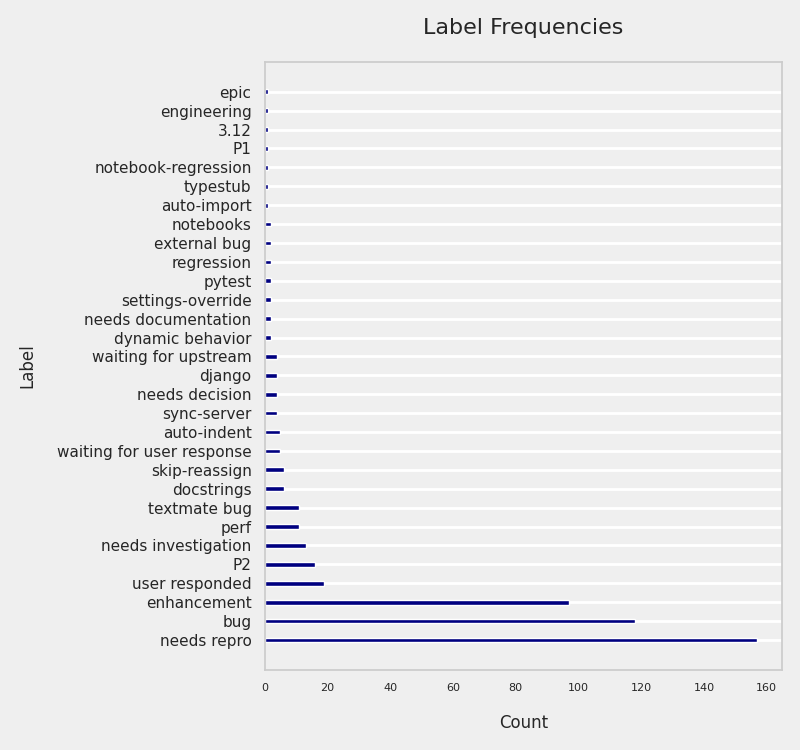 Label Frequencies
epic
engineering
3.12
P1
notebook-regression
typestub
auto-import
notebooks
external bug
regression
pytest
settings-override
needs documentation
dynamic behavior
waiting for upstream
django
needs decision
sync-server
auto-indent
waiting for user response
skip-reassign
docstrings
textmate bug
perf
needs investigation
P2
user responded
enhancement
bug
needs repro
Label
0 20 40 60 80 100 120 140 160
Count